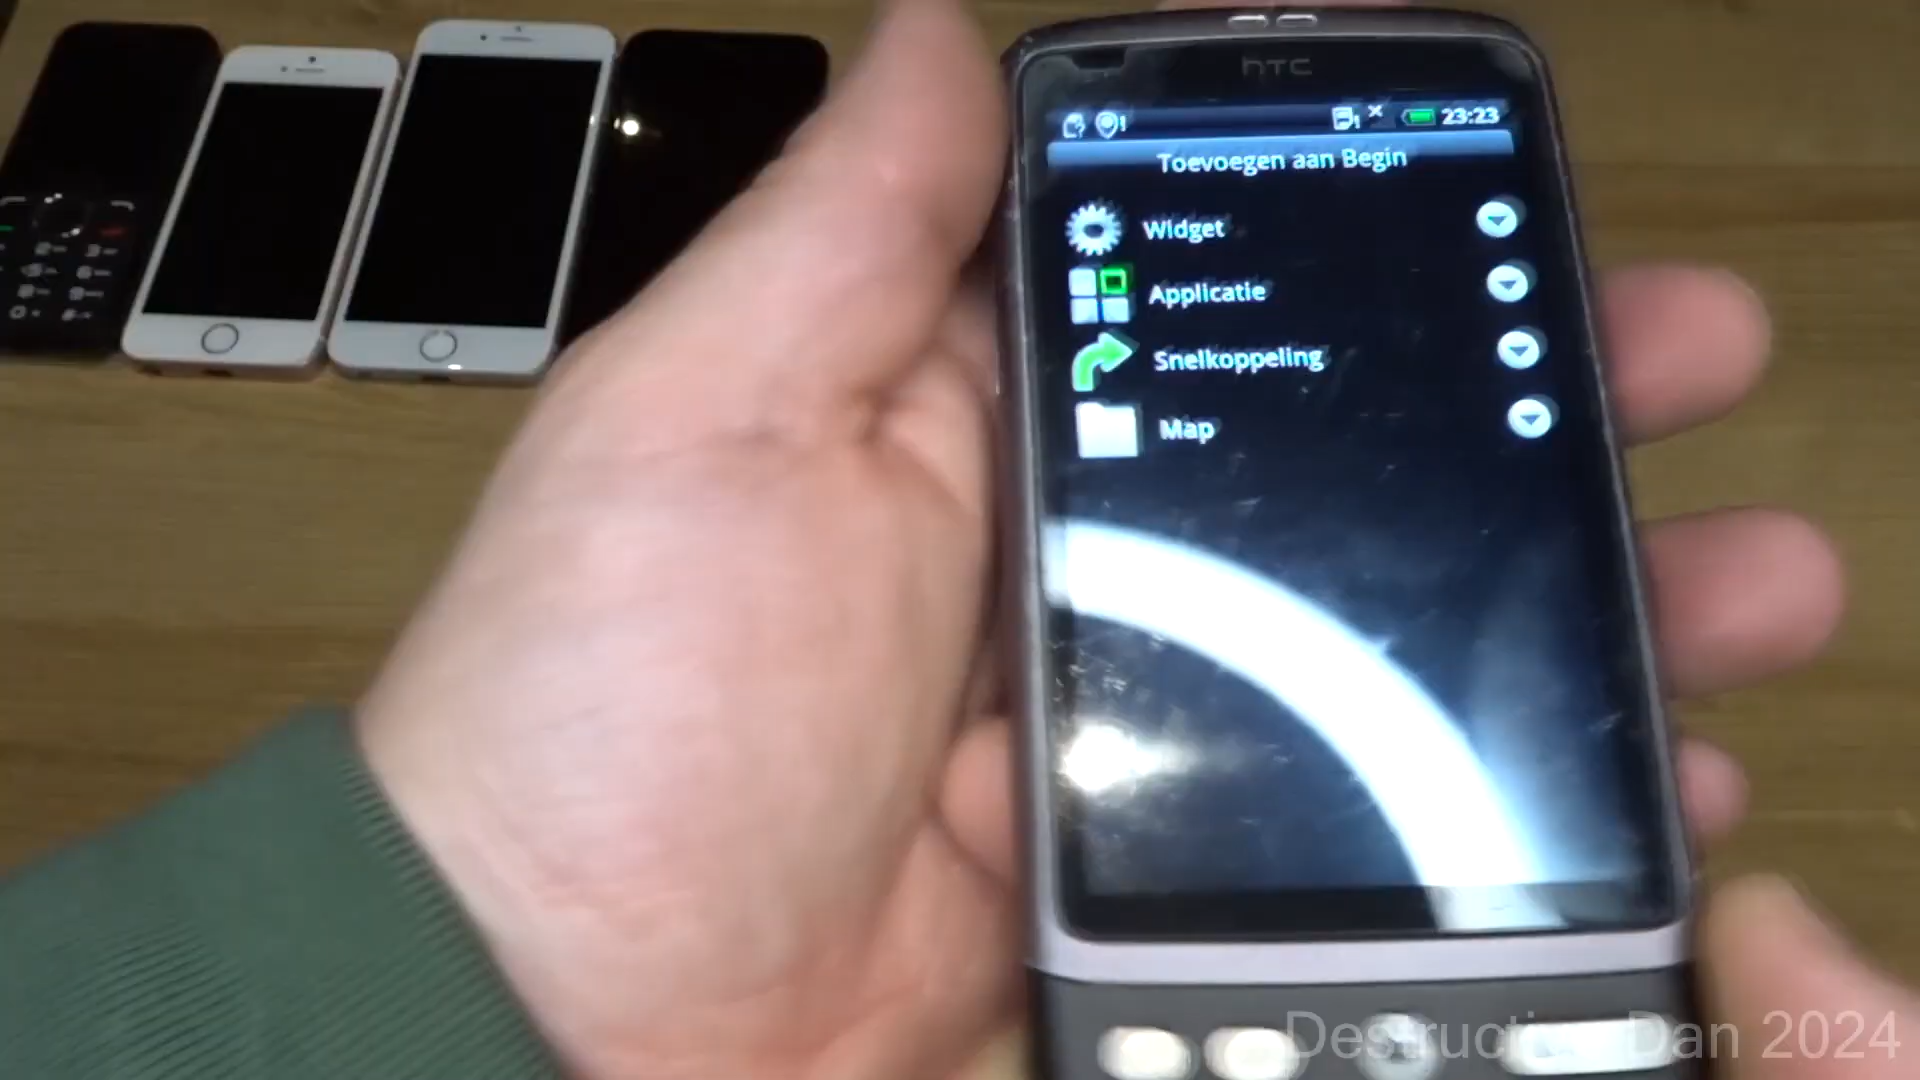 hTC
23:23
Toevoegen aan Begin
Widget
Applicatie
Snelkoppeling
Map
Dan 2024